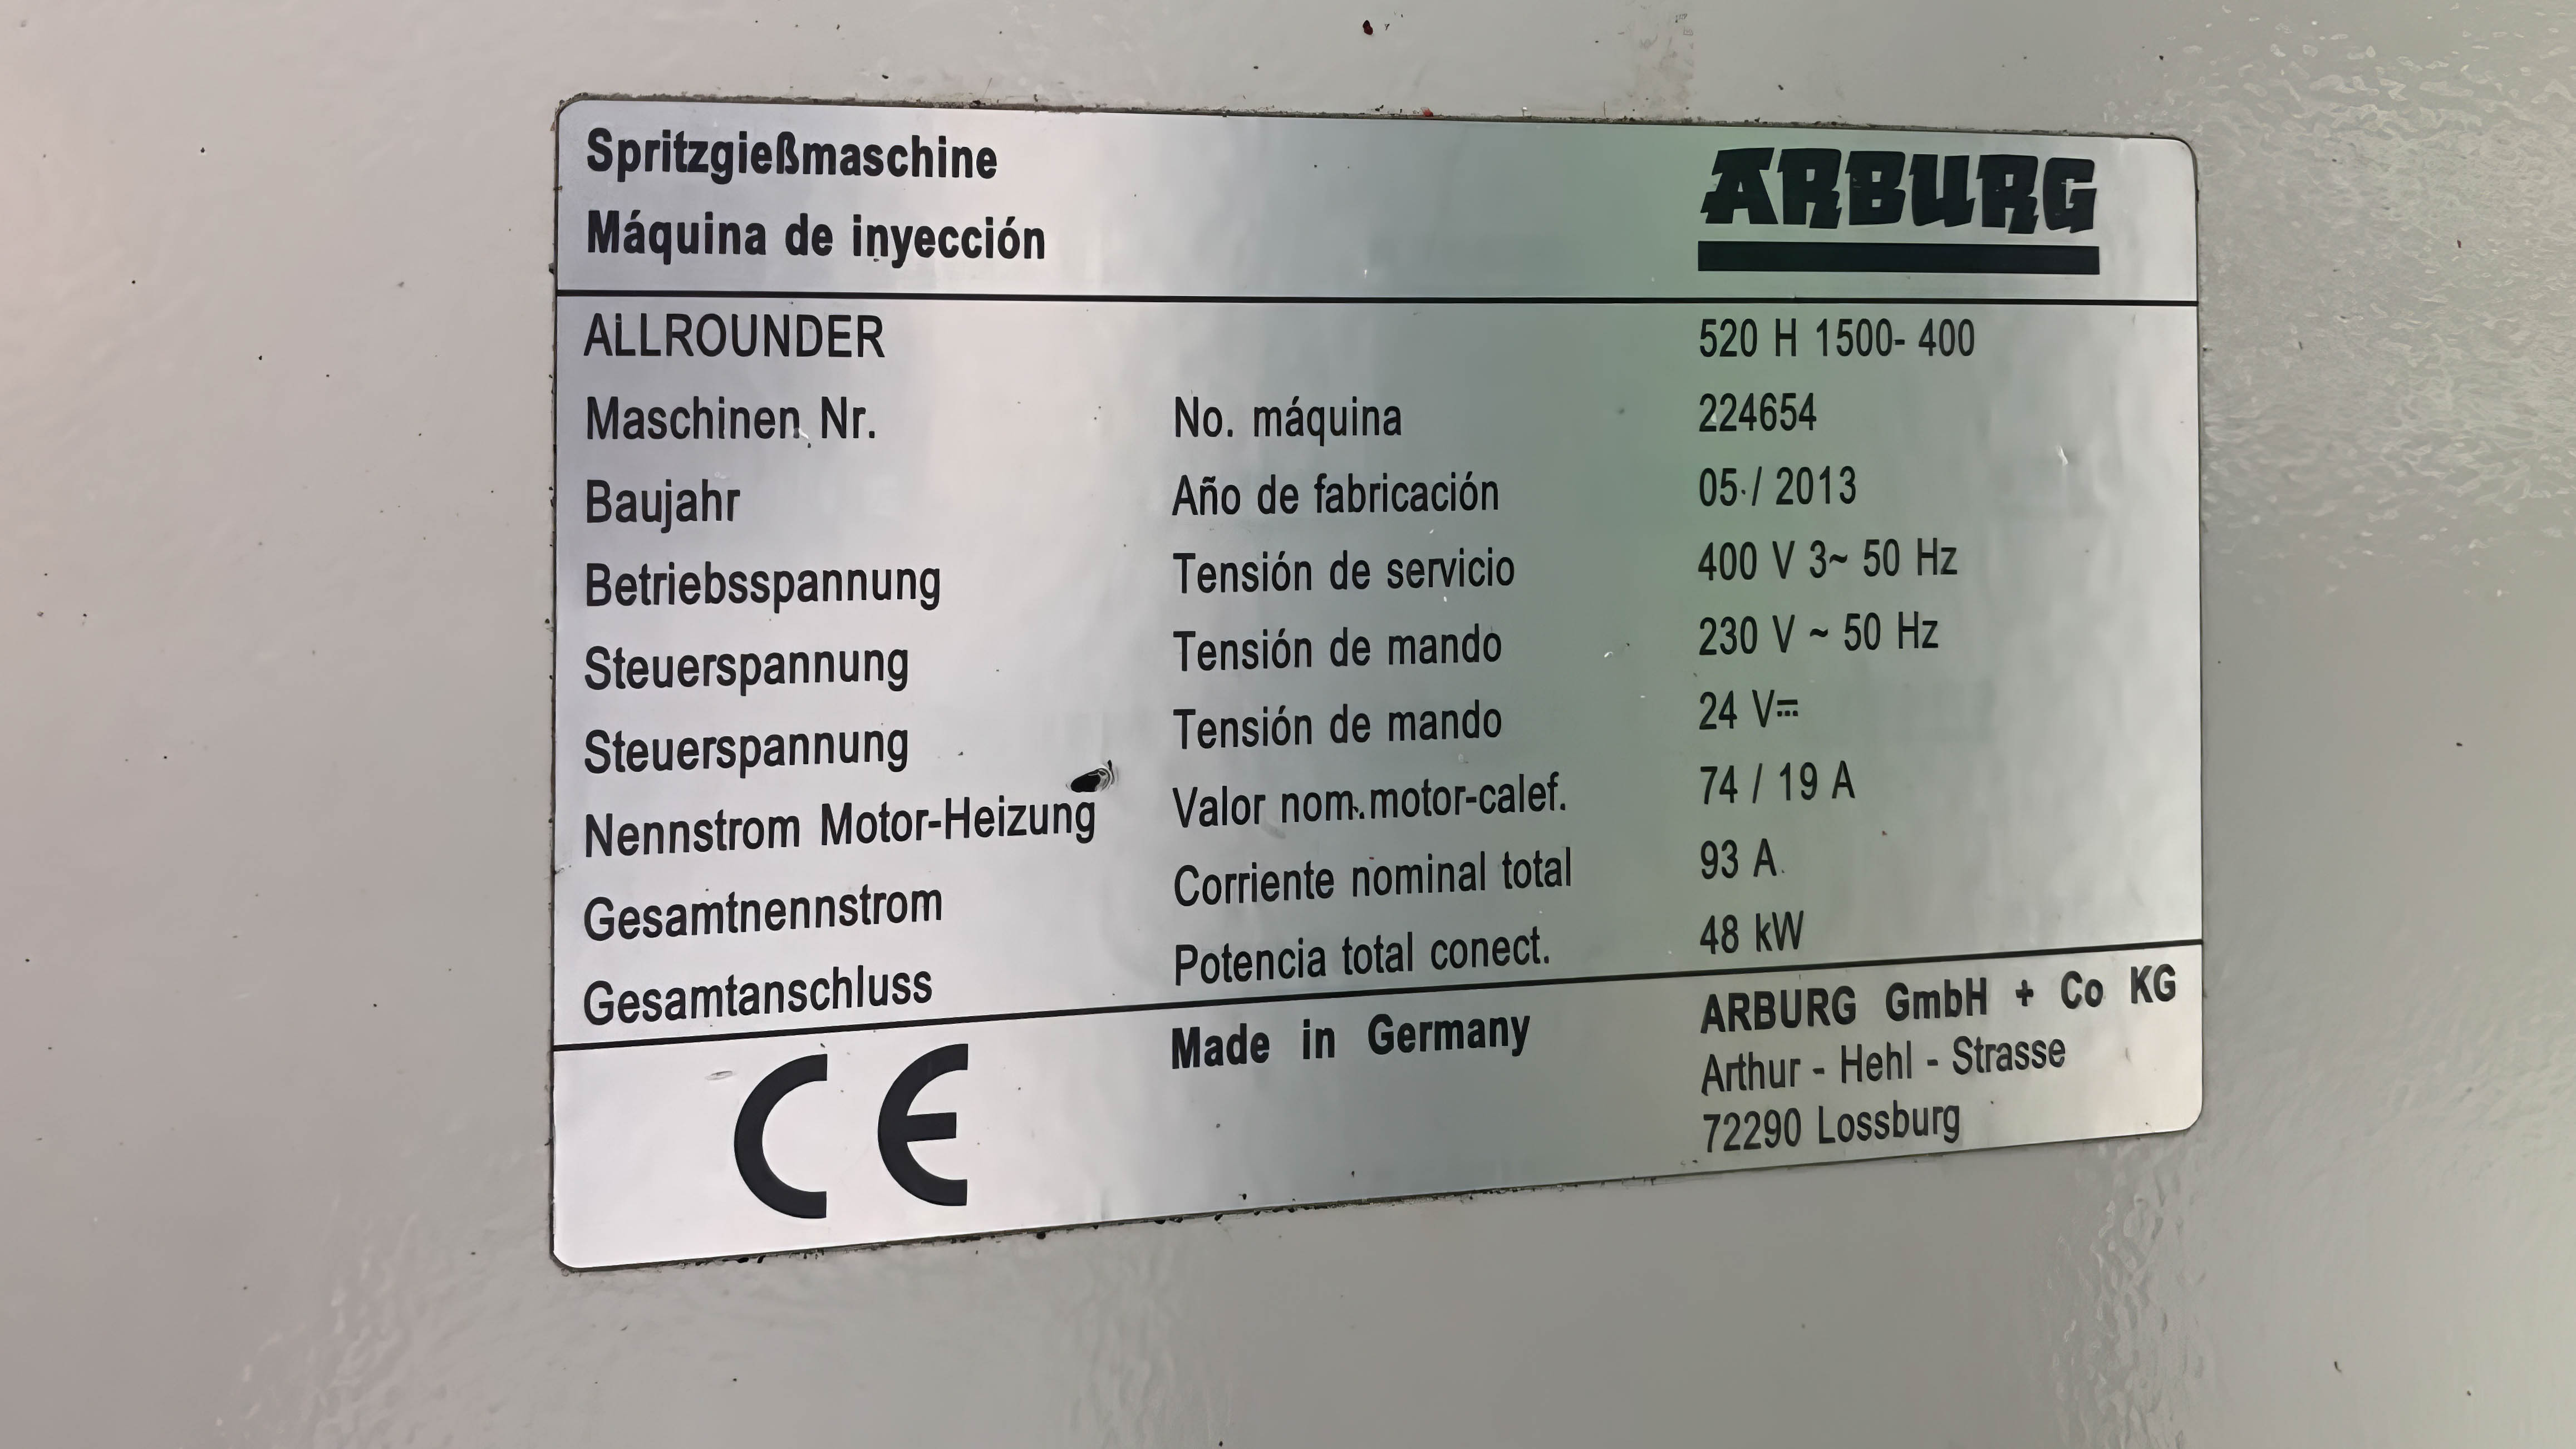 Spritzgießmaschine
Máquina de inyección
ARBURG
ALLROUNDER 520 H 1500- 400
Maschinen Nr. No. máquina 224654
Baujahr Año de fabricación 05 / 2013
Betriebsspannung Tensión de servicio 400 V 3~ 50 Hz
Steuerspannung Tensión de mando 230 V ~ 50 Hz
Steuerspannung Tensión de mando 24 V⎓
Nennstrom Motor-Heizung Valor nom.motor-calef. 74 / 19 A
Gesamtnennstrom Corriente nominal total 93 A
Gesamtanschluss Potencia total conect. 48 kW
CE
Made in Germany
ARBURG GmbH + Co KG
Arthur - Hehl - Strasse
72290 Lossburg